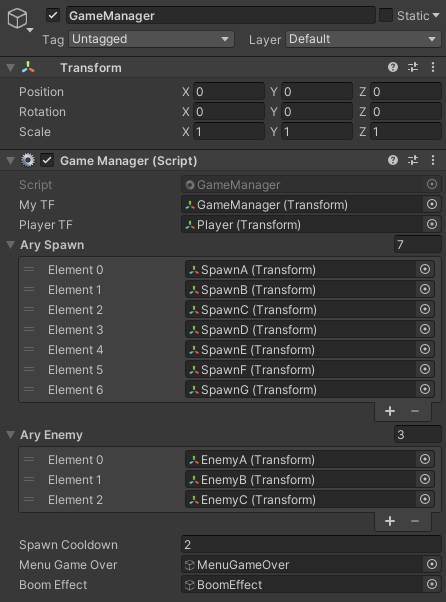 GameManager Static
Tag Untagged Layer Default
Transform
Position X 0 Y 0 Z 0
Rotation X 0 Y 0 Z 0
Scale X 1 Y 1 Z 1
Game Manager (Script)
Script GameManager
My TF GameManager (Transform)
Player TF Player (Transform)
Ary Spawn 7
Element 0 SpawnA (Transform)
Element 1 SpawnB (Transform)
Element 2 SpawnC (Transform)
Element 3 SpawnD (Transform)
Element 4 SpawnE (Transform)
Element 5 SpawnF (Transform)
Element 6 SpawnG (Transform)
+ −
Ary Enemy 3
Element 0 EnemyA (Transform)
Element 1 EnemyB (Transform)
Element 2 EnemyC (Transform)
+ −
Spawn Cooldown 2
Menu Game Over MenuGameOver
Boom Effect BoomEffect